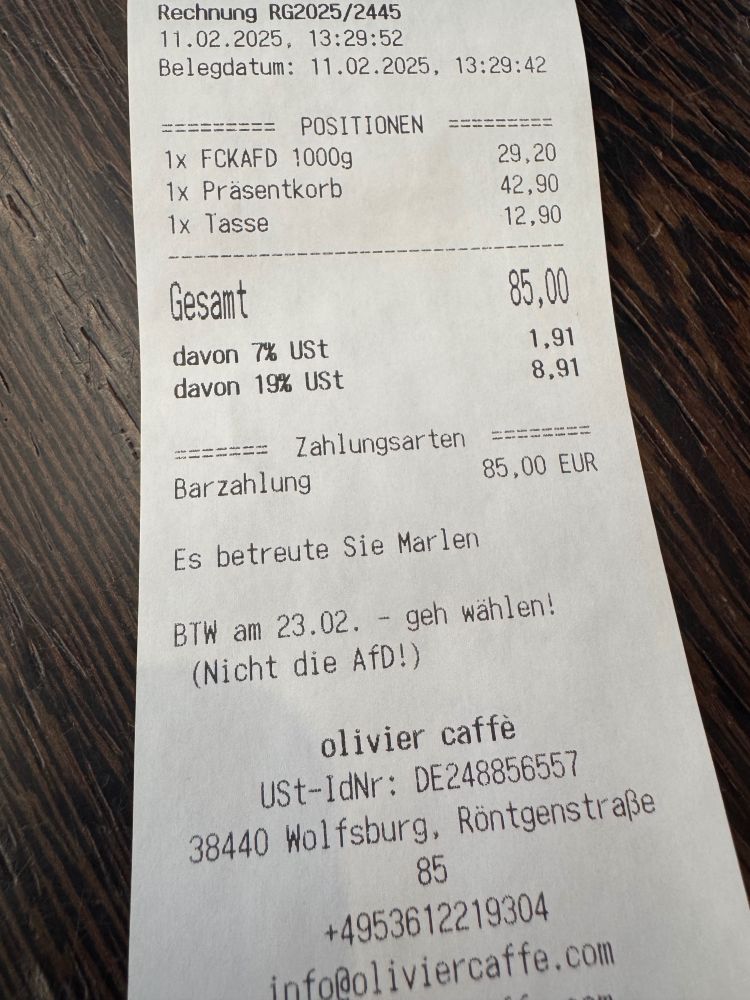 Rechnung RG2025/2445
11.02.2025, 13:29:52
Belegdatum: 11.02.2025, 13:29:42
========= POSITIONEN =========
1x FCKAFD 1000g 29,20
1x Präsentkorb 42,90
1x Tasse 12,90
Gesamt 85,00
davon 7% USt 1,91
davon 19% USt 8,91
======= Zahlungsarten ========
Barzahlung 85,00 EUR
Es betreute Sie Marlen
BTW am 23.02. - geh wählen!
(Nicht die AfD!)
olivier caffè
USt-IdNr: DE248856557
38440 Wolfsburg, Röntgenstraße
85
+4953612219304
info@oliviercaffe.com